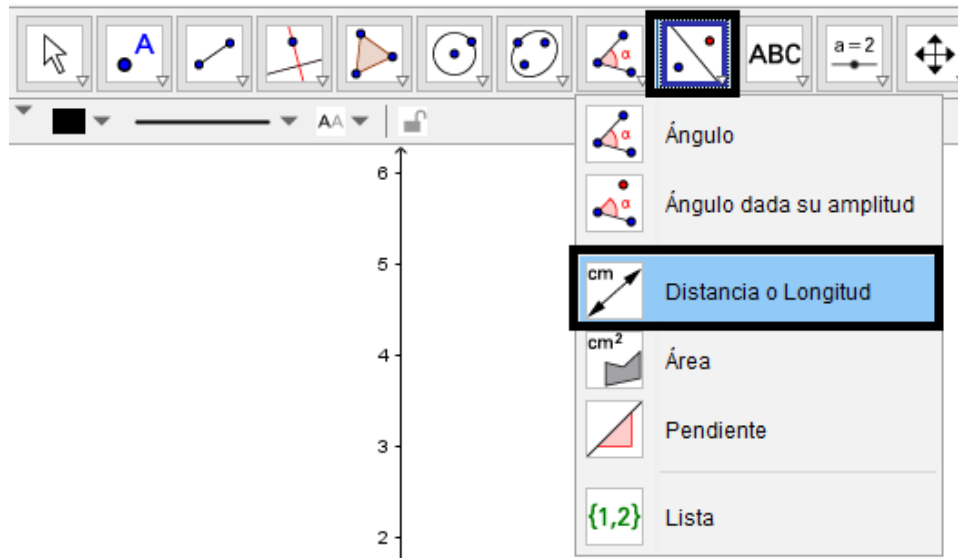 A
α
ABC
a = 2
AA
Ángulo
α
Ángulo dada su amplitud
α
cm
Distancia o Longitud
cm²
Área
Pendiente
{1,2}
Lista
6
5
4
3
2